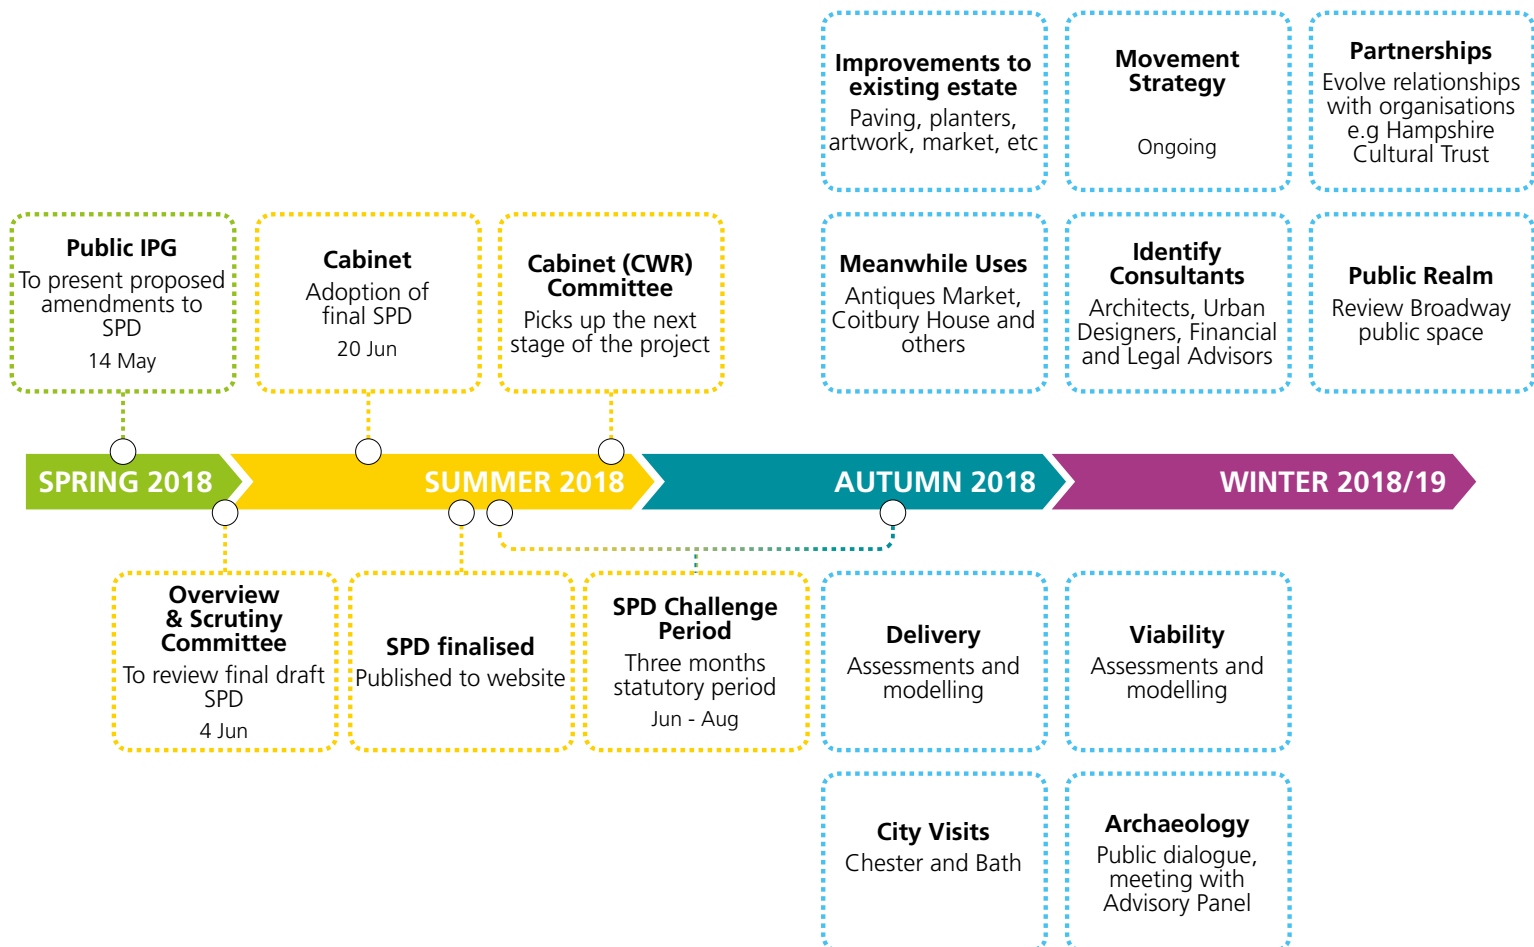 Improvements to
existing estate
Paving, planters,
artwork, market, etc
Movement
Strategy
Ongoing
Partnerships
Evolve relationships
with organisations
e.g Hampshire
Cultural Trust
Public IPG
To present proposed
amendments to
SPD
14 May
Cabinet
Adoption of
final SPD
20 Jun
Cabinet (CWR)
Committee
Picks up the next
stage of the project
Meanwhile Uses
Antiques Market,
Coitbury House and
others
Identify
Consultants
Architects, Urban
Designers, Financial
and Legal Advisors
Public Realm
Review Broadway
public space
SPRING 2018
SUMMER 2018
AUTUMN 2018
WINTER 2018/19
Overview
& Scrutiny
Committee
To review final draft
SPD
4 Jun
SPD finalised
Published to website
SPD Challenge
Period
Three months
statutory period
Jun - Aug
Delivery
Assessments and
modelling
Viability
Assessments and
modelling
City Visits
Chester and Bath
Archaeology
Public dialogue,
meeting with
Advisory Panel